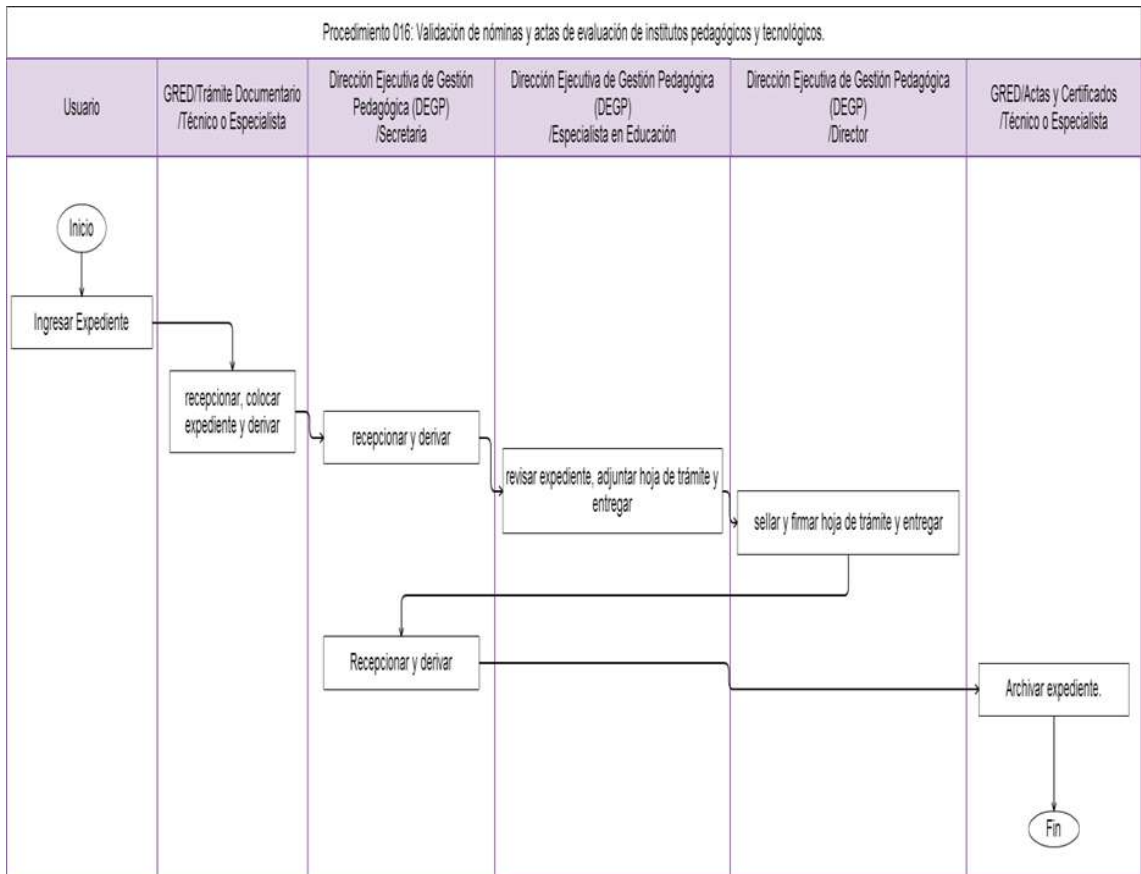 Procedimiento 016: Validación de nóminas y actas de evaluación de institutos pedagógicos y tecnológicos.
Usuario
GRED/Trámite Documentario
/Técnico o Especialista
Dirección Ejecutiva de Gestión
Pedagógica (DEGP)
/Secretaria
Dirección Ejecutiva de Gestión Pedagógica
(DEGP)
/Especialista en Educación
Dirección Ejecutiva de Gestión Pedagógica
(DEGP)
/Director
GRED/Actas y Certificados
/Técnico o Especialista
Inicio
Ingresar Expediente
recepcionar, colocar
expediente y derivar
recepcionar y derivar
revisar expediente, adjuntar hoja de trámite y
entregar
sellar y firmar hoja de trámite y entregar
Recepcionar y derivar
Archivar expediente.
Fin